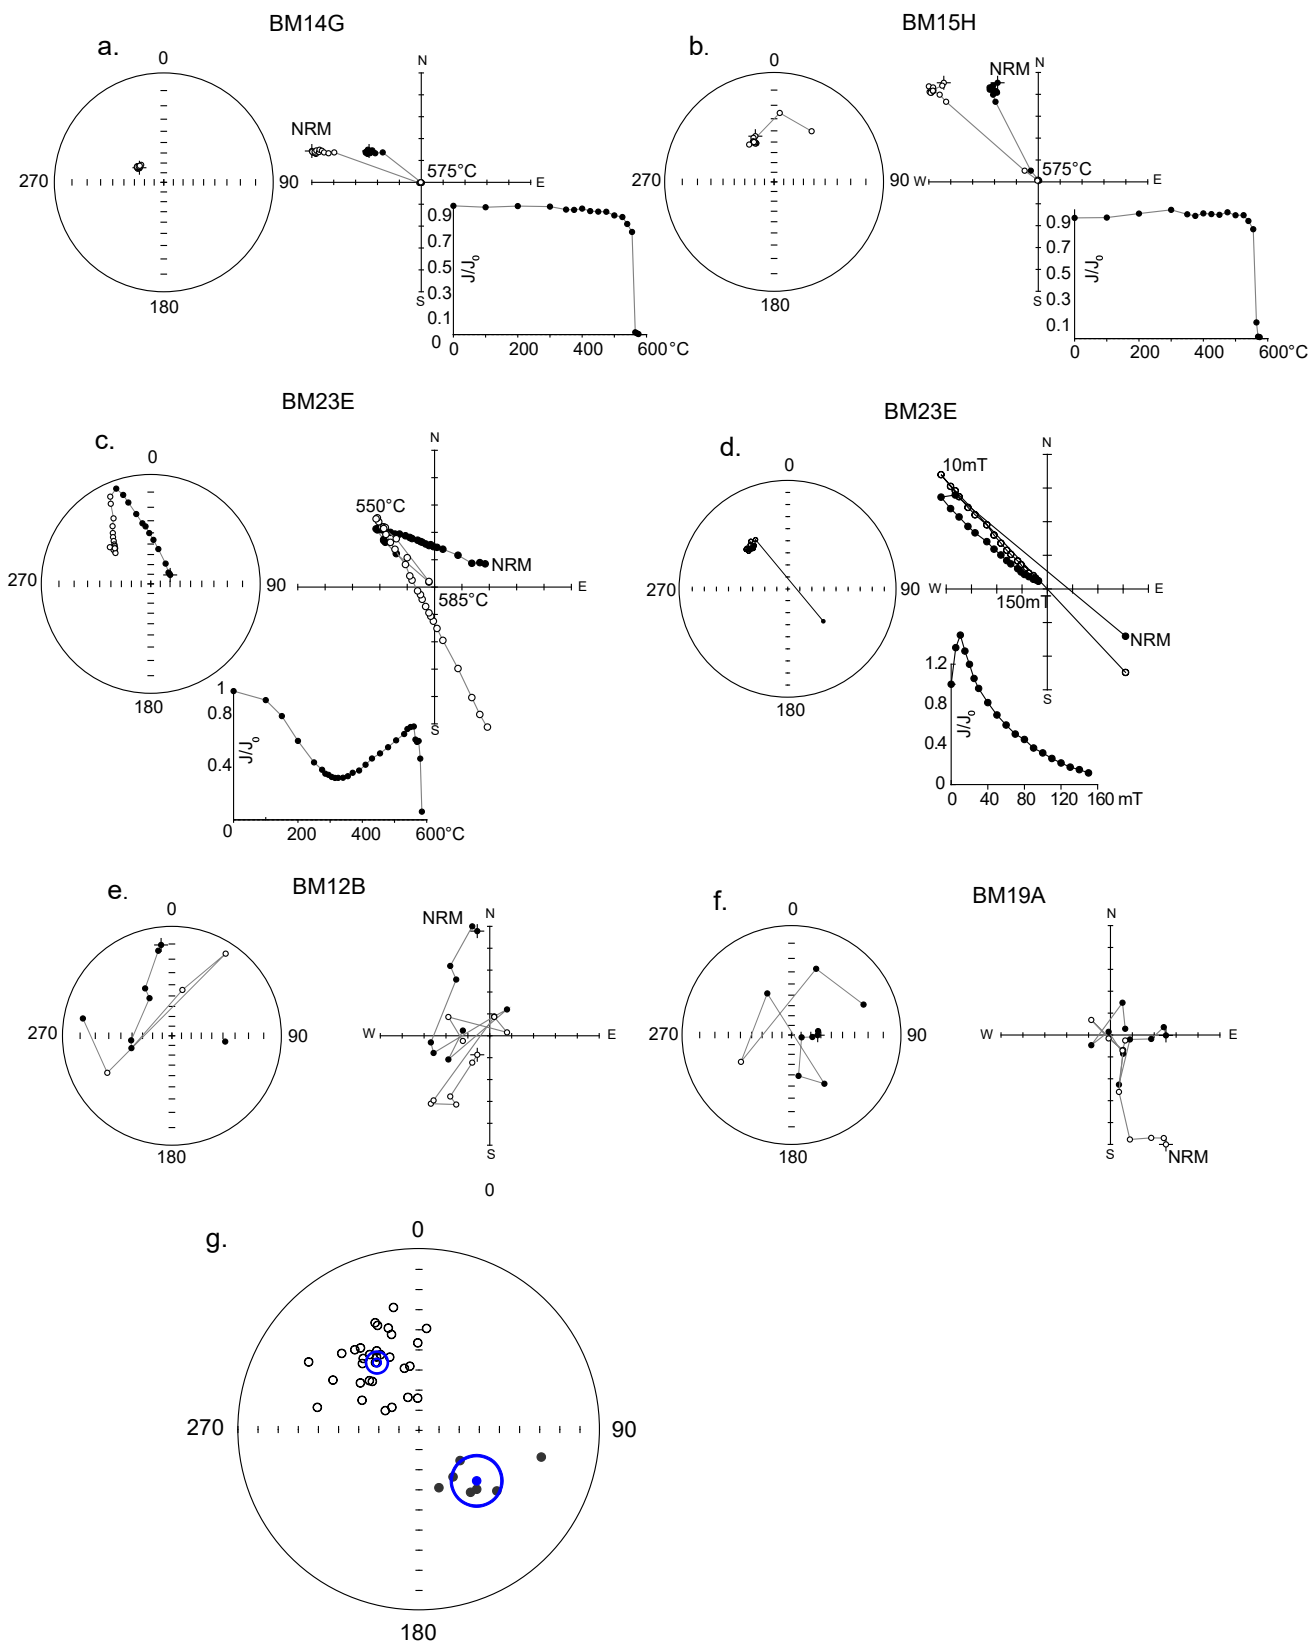 BM14G
a.
0
270
90
180
N
E
S
NRM
575°C
0.9
0.7
0.5
0.3
0.1
0
J/J0
0 200 400 600°C
BM15H
b.
0
270
90
180
N
W
E
S
NRM
575°C
0.9
0.7
0.5
0.3
0.1
J/J0
0 200 400 600°C
BM23E
c.
0
270
90
180
N
E
S
550°C
NRM
585°C
1
0.8
0.4
0
J/J0
200 400 600°C
BM23E
d.
0
270
90
180
N
W
E
S
10mT
150mT
NRM
1.2
0.8
0.4
0
J/J0
0 40 80 120 160 mT
BM12B
e.
0
270
90
180
NRM
N
W
E
S
0
BM19A
f.
0
270
90
180
N
W
E
S
NRM
g.
0
270
90
180